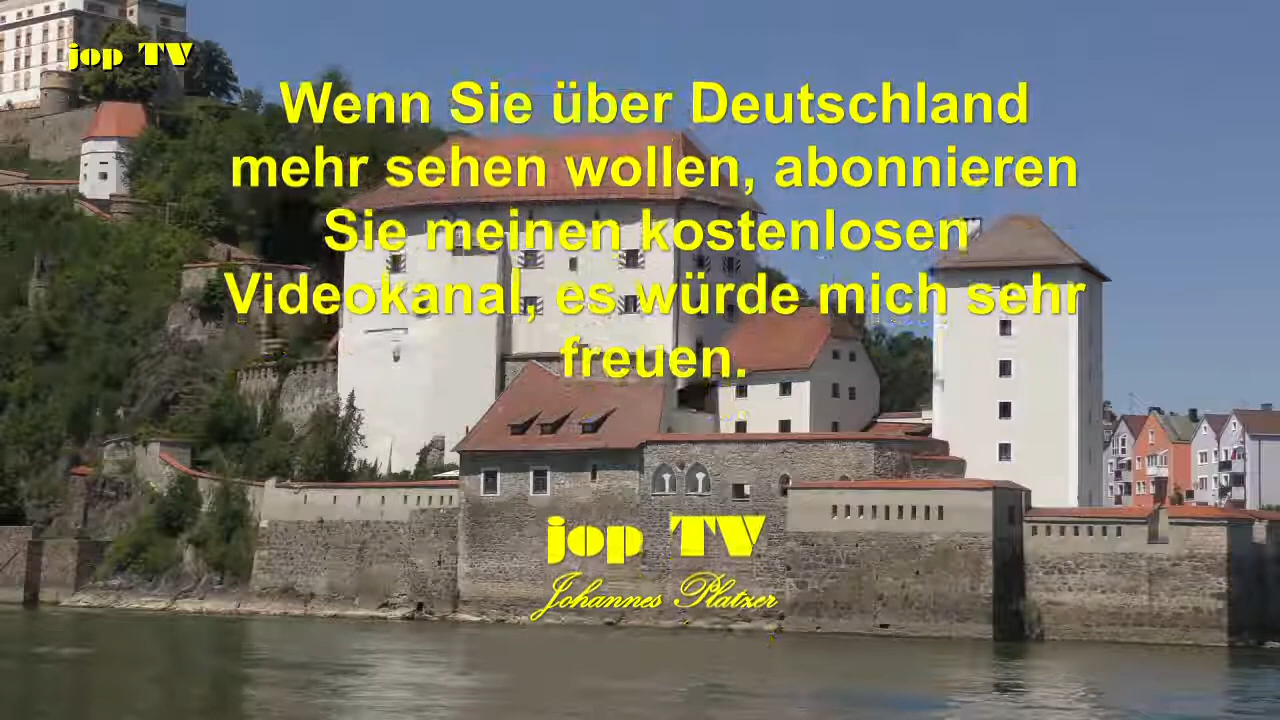 jop TV
Wenn Sie über Deutschland
mehr sehen wollen, abonnieren
Sie meinen kostenlosen
Videokanal, es würde mich sehr
freuen.
jop TV
Johannes Platzer